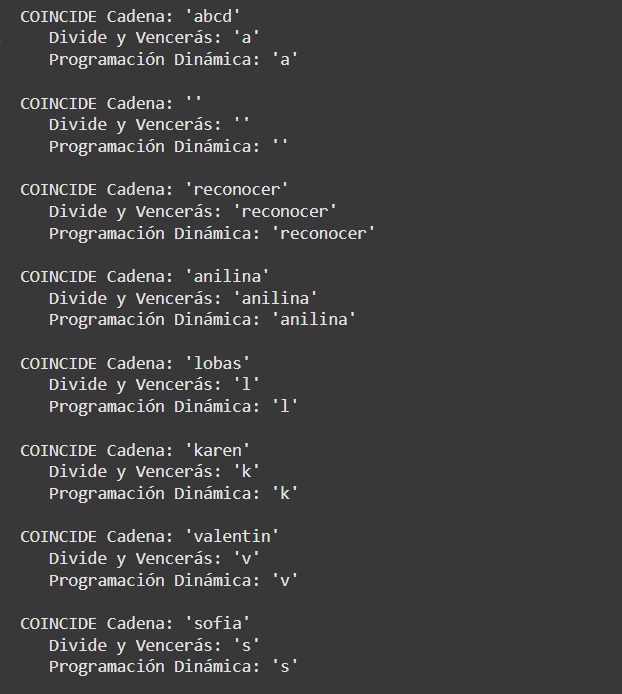 COINCIDE Cadena: 'abcd'
Divide y Vencerás: 'a'
Programación Dinámica: 'a'
COINCIDE Cadena: ''
Divide y Vencerás: ''
Programación Dinámica: ''
COINCIDE Cadena: 'reconocer'
Divide y Vencerás: 'reconocer'
Programación Dinámica: 'reconocer'
COINCIDE Cadena: 'anilina'
Divide y Vencerás: 'anilina'
Programación Dinámica: 'anilina'
COINCIDE Cadena: 'lobas'
Divide y Vencerás: 'l'
Programación Dinámica: 'l'
COINCIDE Cadena: 'karen'
Divide y Vencerás: 'k'
Programación Dinámica: 'k'
COINCIDE Cadena: 'valentin'
Divide y Vencerás: 'v'
Programación Dinámica: 'v'
COINCIDE Cadena: 'sofia'
Divide y Vencerás: 's'
Programación Dinámica: 's'